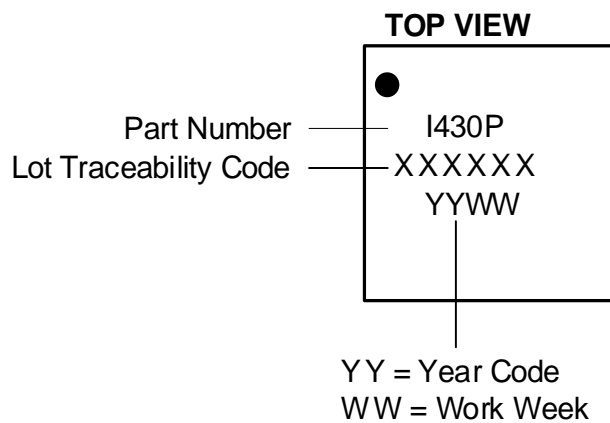 TOP VIEW
Part Number
I430P
Lot Traceability Code
XXXXXX
YYWW
YY = Year Code
WW = Work Week